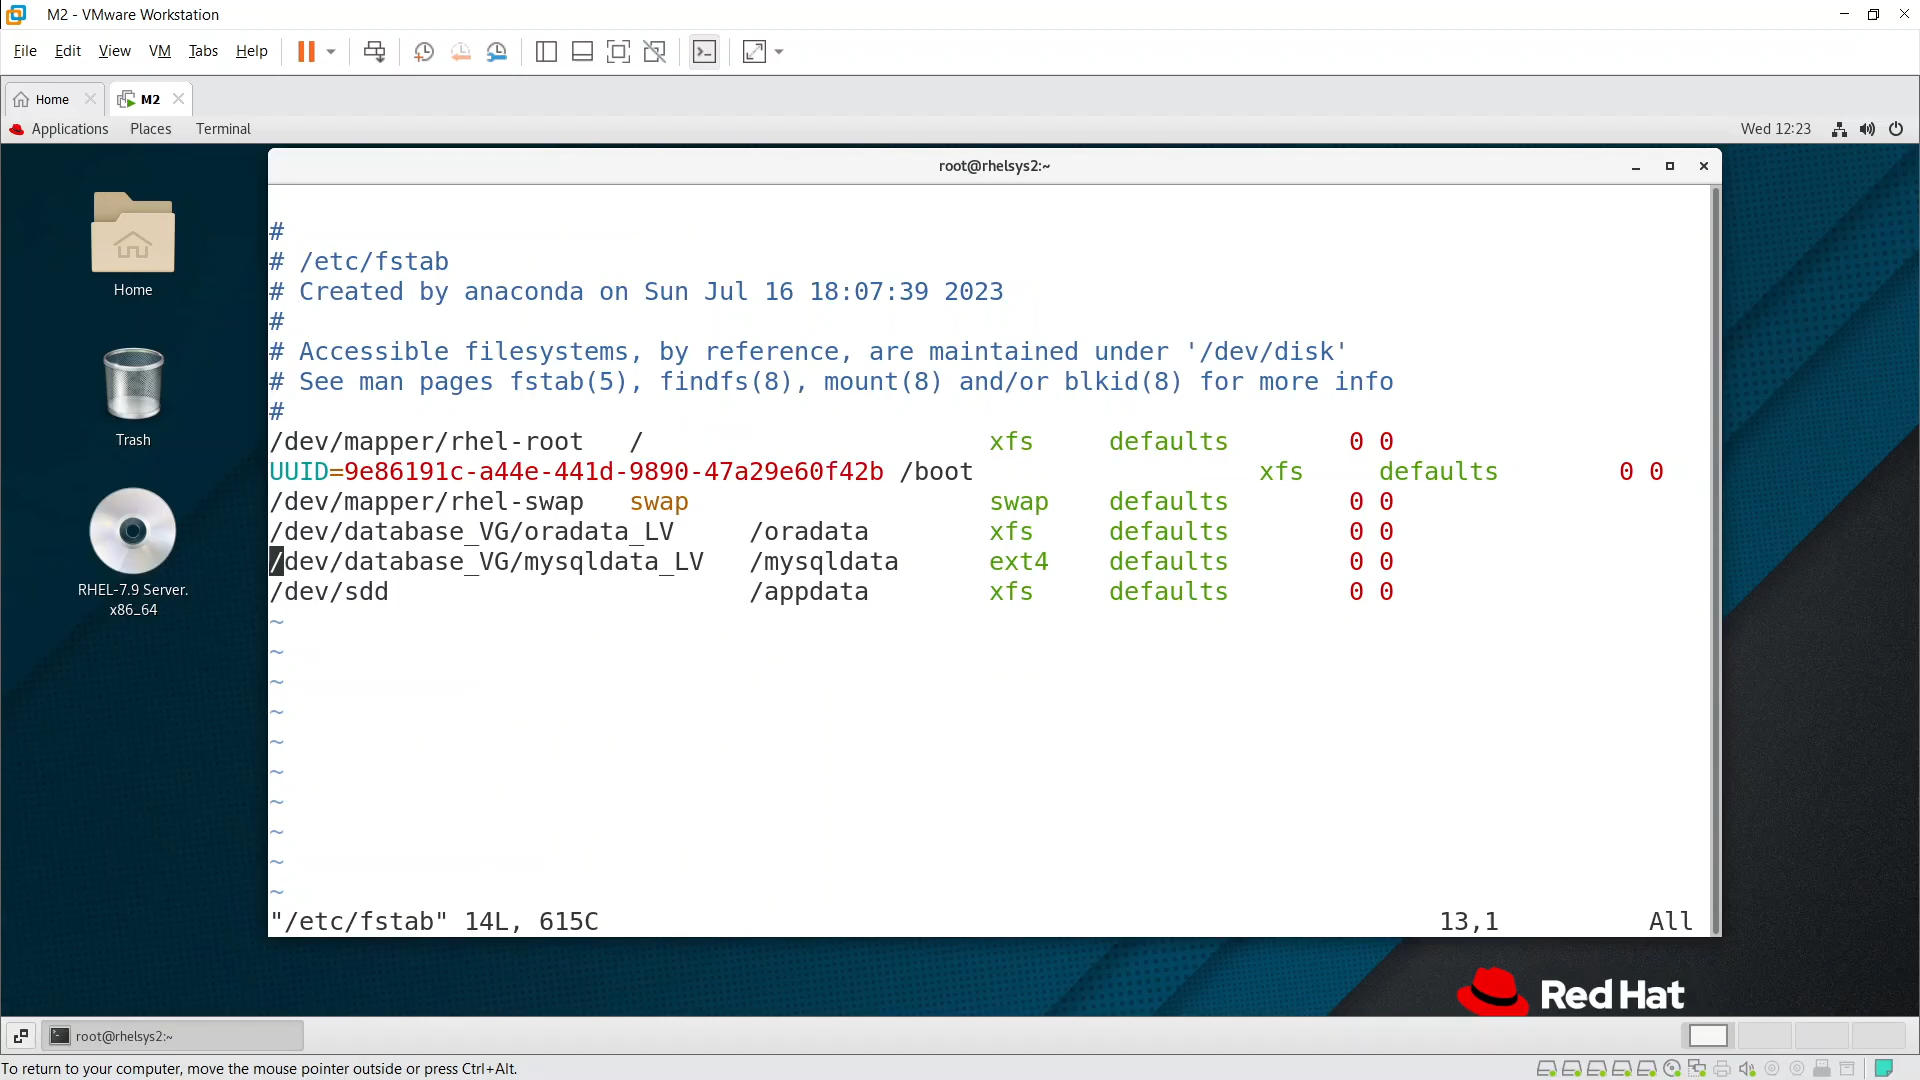 M2 - VMware Workstation
File Edit View VM Tabs Help
Home M2
Applications Places Terminal Wed 12:23
root@rhelsys2:~
Home
Trash
RHEL-7.9 Server.
x86_64
#
# /etc/fstab
# Created by anaconda on Sun Jul 16 18:07:39 2023
#
# Accessible filesystems, by reference, are maintained under '/dev/disk'
# See man pages fstab(5), findfs(8), mount(8) and/or blkid(8) for more info
#
/dev/mapper/rhel-root / xfs defaults 0 0
UUID=9e86191c-a44e-441d-9890-47a29e60f42b /boot xfs defaults 0 0
/dev/mapper/rhel-swap swap swap defaults 0 0
/dev/database_VG/oradata_LV /oradata xfs defaults 0 0
/dev/database_VG/mysqldata_LV /mysqldata ext4 defaults 0 0
/dev/sdd /appdata xfs defaults 0 0
~
~
~
~
~
~
~
~
~
~
"/etc/fstab" 14L, 615C 13,1 All
Red Hat
root@rhelsys2:~
To return to your computer, move the mouse pointer outside or press Ctrl+Alt.